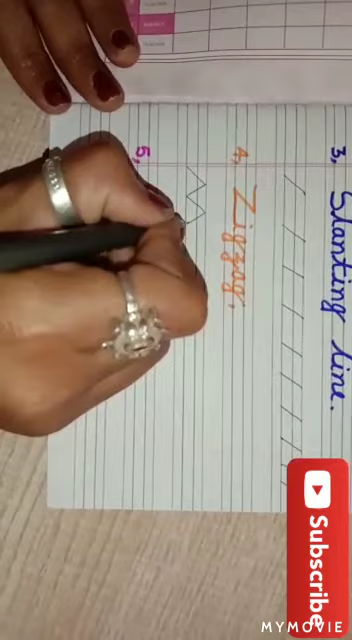 3, Slanting line.
4, Zigzag.
5,
Subscribe
MYMOVIE